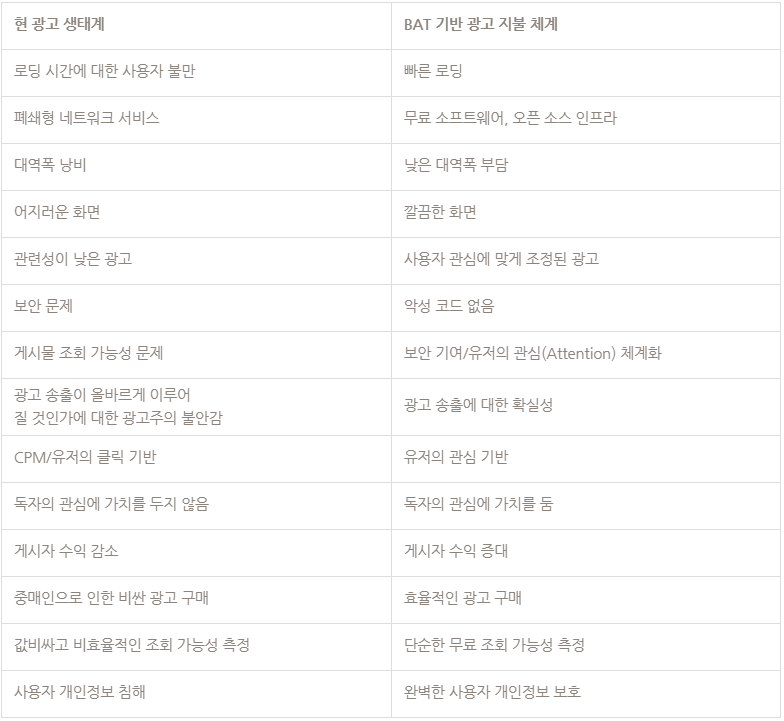 현 광고 생태계
BAT 기반 광고 지불 체계
로딩 시간에 대한 사용자 불만
빠른 로딩
폐쇄형 네트워크 서비스
무료 소프트웨어, 오픈 소스 인프라
대역폭 낭비
낮은 대역폭 부담
어지러운 화면
깔끔한 화면
관련성이 낮은 광고
사용자 관심에 맞게 조정된 광고
보안 문제
악성 코드 없음
게시물 조회 가능성 문제
보안 기여/유저의 관심(Attention) 체계화
광고 송출이 올바르게 이루어
질 것인가에 대한 광고주의 불안감
광고 송출에 대한 확실성
CPM/유저의 클릭 기반
유저의 관심 기반
독자의 관심에 가치를 두지 않음
독자의 관심에 가치를 둠
게시자 수익 감소
게시자 수익 증대
중매인으로 인한 비싼 광고 구매
효율적인 광고 구매
값비싸고 비효율적인 조회 가능성 측정
단순한 무료 조회 가능성 측정
사용자 개인정보 침해
완벽한 사용자 개인정보 보호